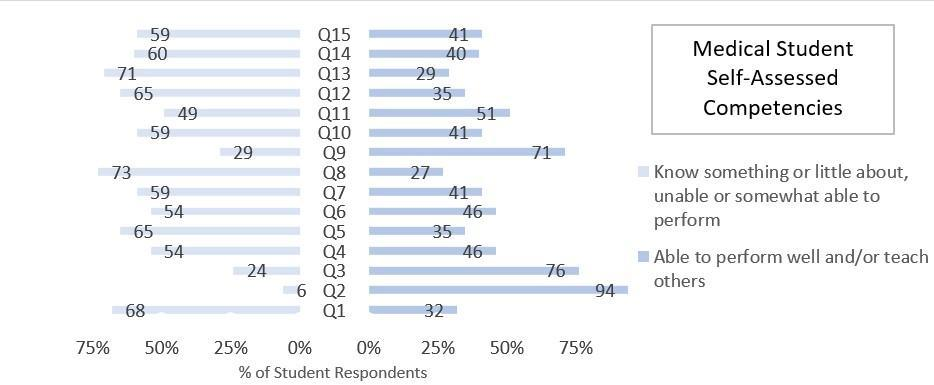 Medical Student
Self-Assessed
Competencies
59 Q15 41
60 Q14 40
71 Q13 29
65 Q12 35
49 Q11 51
59 Q10 41
29 Q9 71
73 Q8 27
59 Q7 41
54 Q6 46
65 Q5 35
54 Q4 46
24 Q3 76
6 Q2 94
68 Q1 32
75% 50% 25% 0% 0% 25% 50% 75%
% of Student Respondents
Know something or little about,
unable or somewhat able to
perform
Able to perform well and/or teach
others